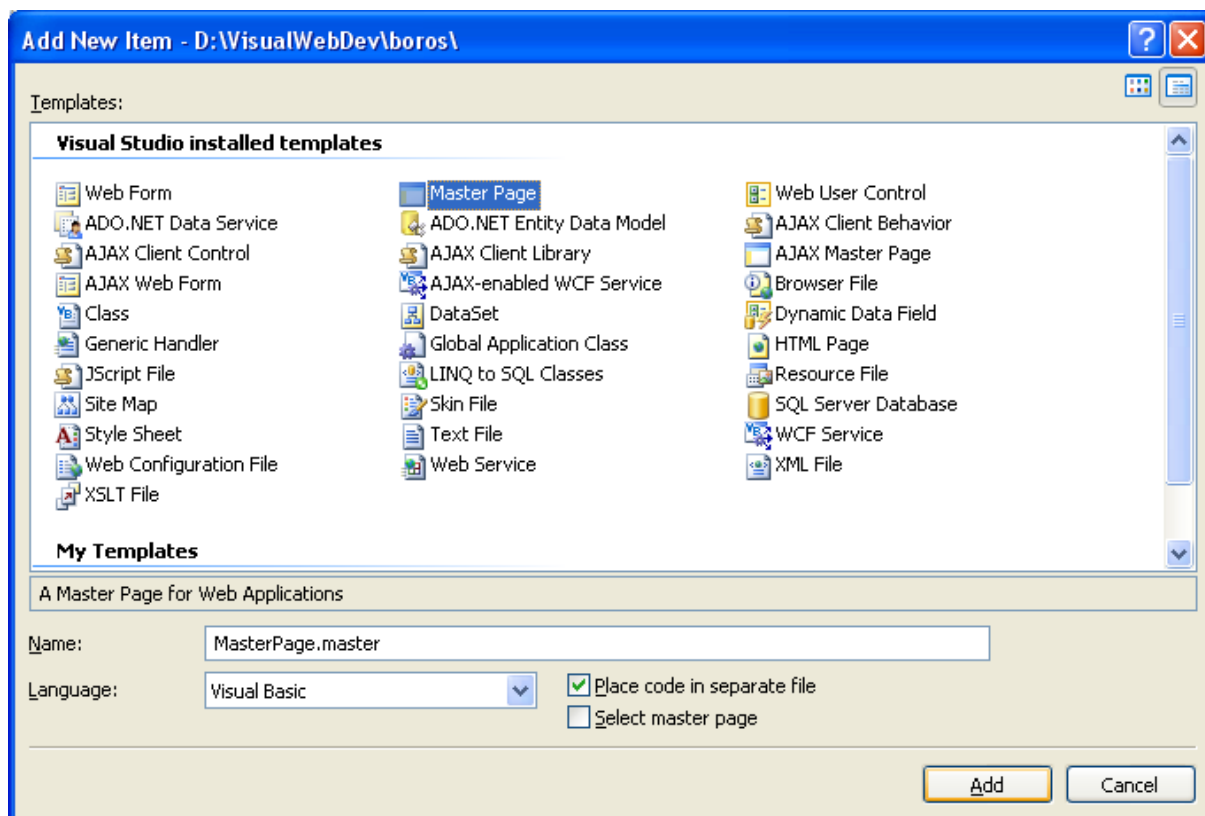 Add New Item - D:\VisualWebDev\boros\
Templates:
Visual Studio installed templates
Web Form Master Page Web User Control
ADO.NET Data Service ADO.NET Entity Data Model AJAX Client Behavior
AJAX Client Control AJAX Client Library AJAX Master Page
AJAX Web Form AJAX-enabled WCF Service Browser File
Class DataSet Dynamic Data Field
Generic Handler Global Application Class HTML Page
JScript File LINQ to SQL Classes Resource File
Site Map Skin File SQL Server Database
Style Sheet Text File WCF Service
Web Configuration File Web Service XML File
XSLT File
My Templates
A Master Page for Web Applications
Name: MasterPage.master
Language: Visual Basic Place code in separate file
Select master page
Add Cancel